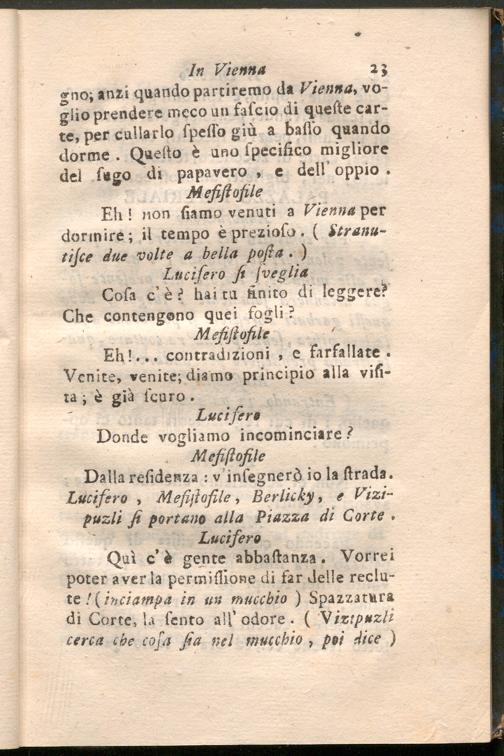 In Vienna 23
gno; anzi quando partiremo da Vienna, vo-
glio prendere meco un faſcio di queſte car-
te, per cullarlo ſpeſſo giù a baſſo quando
dorme. Queſto è uno ſpecifico migliore
del ſugo di papavero, e dell'oppio.
Mefiſtofile
Eh! non ſiamo venuti a Vienna per
dormire; il tempo è prezioſo. (Stranu-
tiſce due volte a bella poſta.)
Lucifero ſi ſveglia
Coſa c'è? hai tu finito di leggere?
Che contengono quei fogli?
Mefiſtofile
Eh!... contradizioni, e farfallate.
Venite, venite; diamo principio alla viſi-
ta; è già ſcuro.
Lucifero
Donde vogliamo incominciare?
Mefiſtofile
Dalla reſidenza: v'inſegnerò io la ſtrada.
Lucifero, Mefiſtofile, Berlicky, e Vizi-
puzli ſi portano alla Piazza di Corte.
Lucifero
Quì c'è gente abbaſtanza. Vorrei
poter aver la permiſſione di far delle reclu-
te! (inciampa in un mucchio) Spazzatura
di Corte, la ſento all'odore. (Vizipuzli
cerca che coſa ſia nel mucchio, poi dice)